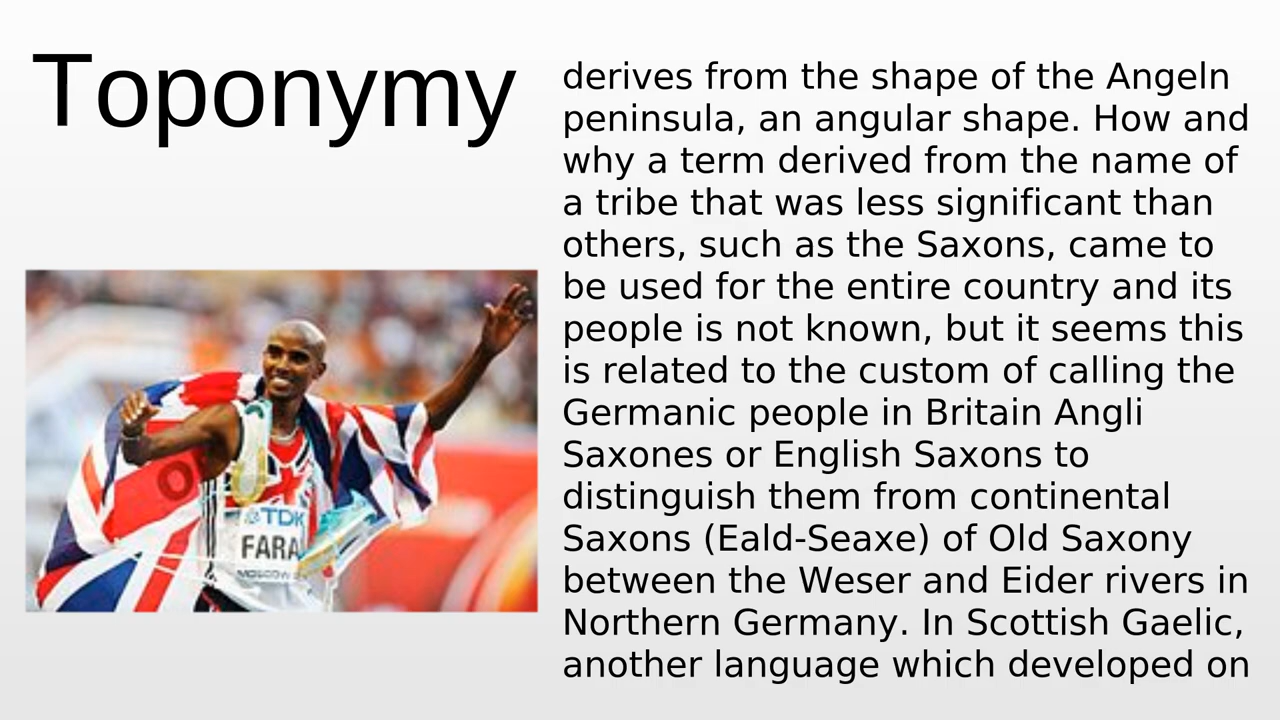 Toponymy
derives from the shape of the Angeln
peninsula, an angular shape. How and
why a term derived from the name of
a tribe that was less significant than
others, such as the Saxons, came to
be used for the entire country and its
people is not known, but it seems this
is related to the custom of calling the
Germanic people in Britain Angli
Saxones or English Saxons to
distinguish them from continental
Saxons (Eald-Seaxe) of Old Saxony
between the Weser and Eider rivers in
Northern Germany. In Scottish Gaelic,
another language which developed on
TDK
FARA
MOSCOW